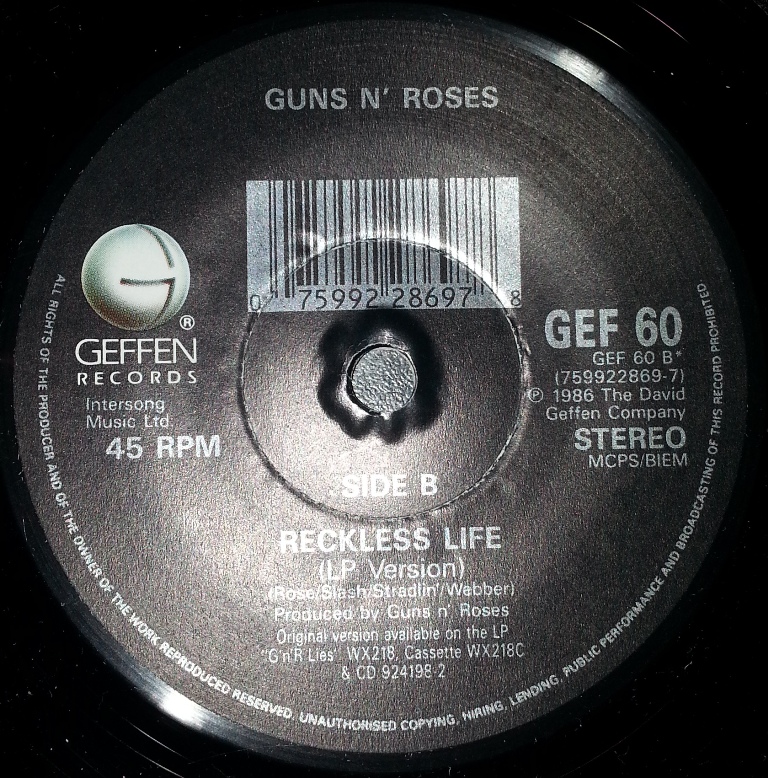 GUNS N' ROSES
0 75992 28697 8
GEFFEN®
RECORDS
Intersong
Music Ltd.
45 RPM
GEF 60
GEF 60 B*
(759922869-7)
℗ 1986 The David
Geffen Company
STEREO
MCPS/BIEM
SIDE B
RECKLESS LIFE
(LP Version)
(Rose/Slash/Stradlin'/Webber)
Produced by Guns n' Roses
Original version available on the LP
"G'n'R Lies' WX218, Cassette WX218C
& CD 924198-2
ALL RIGHTS OF THE PRODUCER AND OF THE OWNER OF THE WORK REPRODUCED RESERVED. UNAUTHORISED COPYING, HIRING, LENDING, PUBLIC PERFORMANCE AND BROADCASTING OF THIS RECORD PROHIBITED